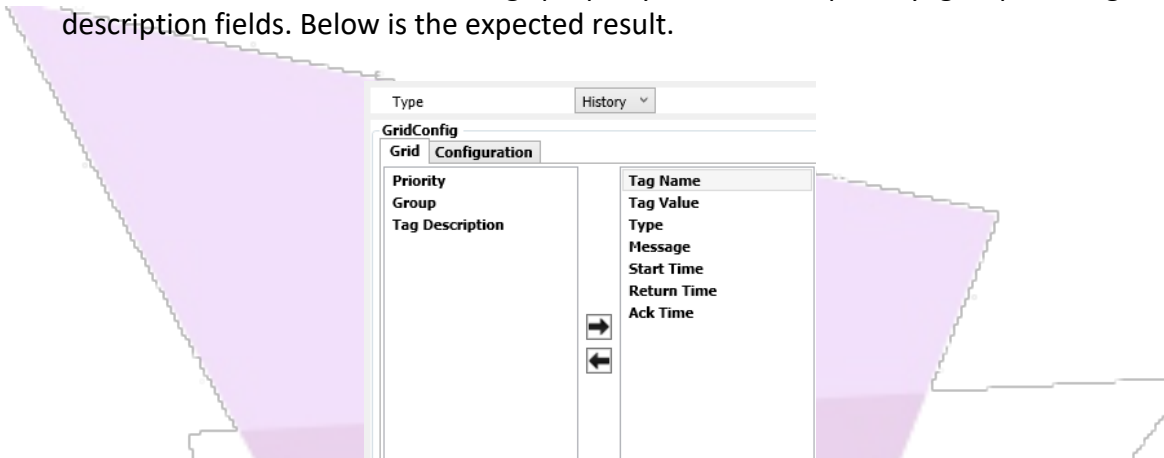 description fields. Below is the expected result.
Type History
GridConfig
Grid Configuration
Priority
Group
Tag Description
Tag Name
Tag Value
Type
Message
Start Time
Return Time
Ack Time